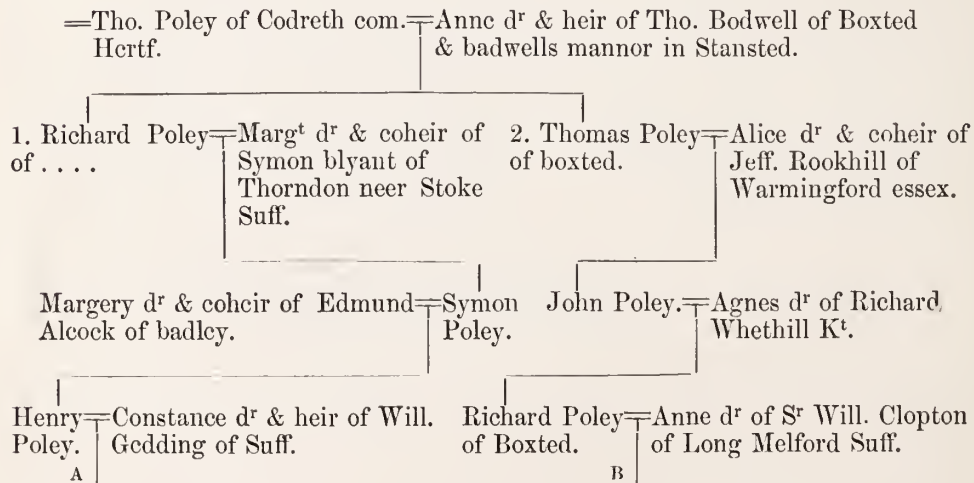 =Tho. Poley of Codreth com.=Anne dʳ & heir of Tho. Bodwell of Boxted
Hertf. & badwells mannor in Stansted.
1. Richard Poley=Margᵗ dʳ & coheir of 2. Thomas Poley=Alice dʳ & coheir of
of . . . . Symon blyant of of boxted. Jeff. Rookhill of
Thorndon neer Stoke Warmingford essex.
Suff.
Margery dʳ & coheir of Edmund=Symon John Poley.=Agnes dʳ of Richard
Alcock of badley. Poley. Whethill Kᵗ.
Henry=Constance dʳ & heir of Will. Richard Poley=Anne dʳ of Sʳ Will. Clopton
Poley. Gedding of Suff. of Boxted. of Long Melford Suff.
A B